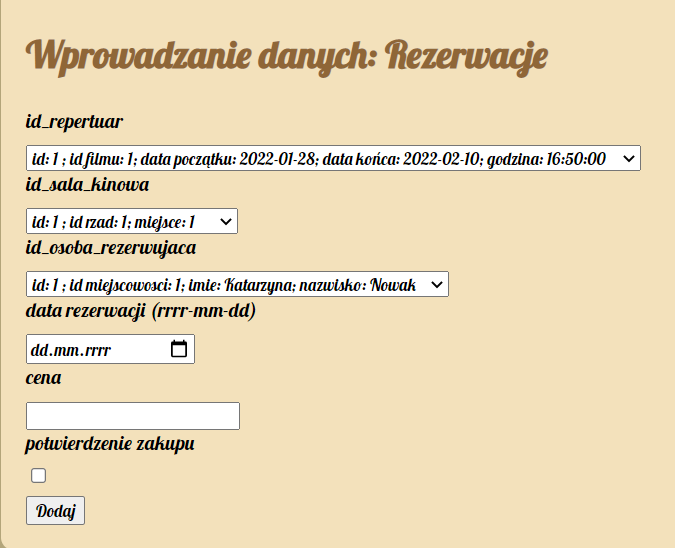 Wprowadzanie danych: Rezerwacje
id_repertuar
id: 1 ; id filmu: 1; data początku: 2022-01-28; data końca: 2022-02-10; godzina: 16:50:00
id_sala_kinowa
id: 1 ; id rzad: 1; miejsce: 1
id_osoba_rezerwujaca
id: 1 ; id miejscowosci: 1; imie: Katarzyna; nazwisko: Nowak
data rezerwacji (rrrr-mm-dd)
dd.mm.rrrr
cena
potwierdzenie zakupu
Dodaj